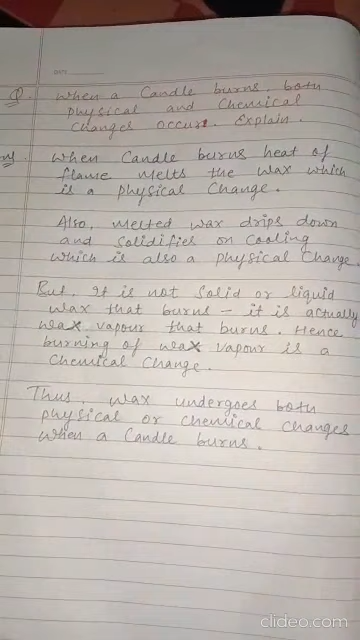 Q. When a Candle burns, both
physical and Chemical
Changes occurs. Explain.
When Candle burns heat of
flame melts the wax which
is a physical Change.
Also, melted wax drips down
and solidifies on cooling
which is also a physical Change.
But, It is not solid or liquid
wax that burns - it is actually
wax vapour that burns. Hence
burning of wax vapour is a
Chemical Change.
Thus, wax undergoes both
physical or chemical changes
when a Candle burns.
clideo.com